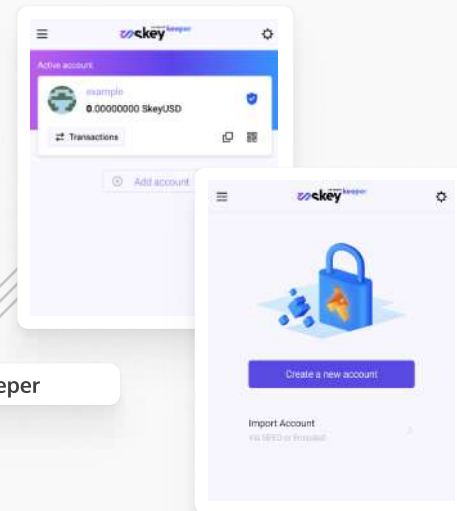 skey keeper
Active account
example
0.00000000 SkeyUSD
Transactions
Add account
skey keeper
Create a new account
Import Account
Via SEED or Encoded
eper